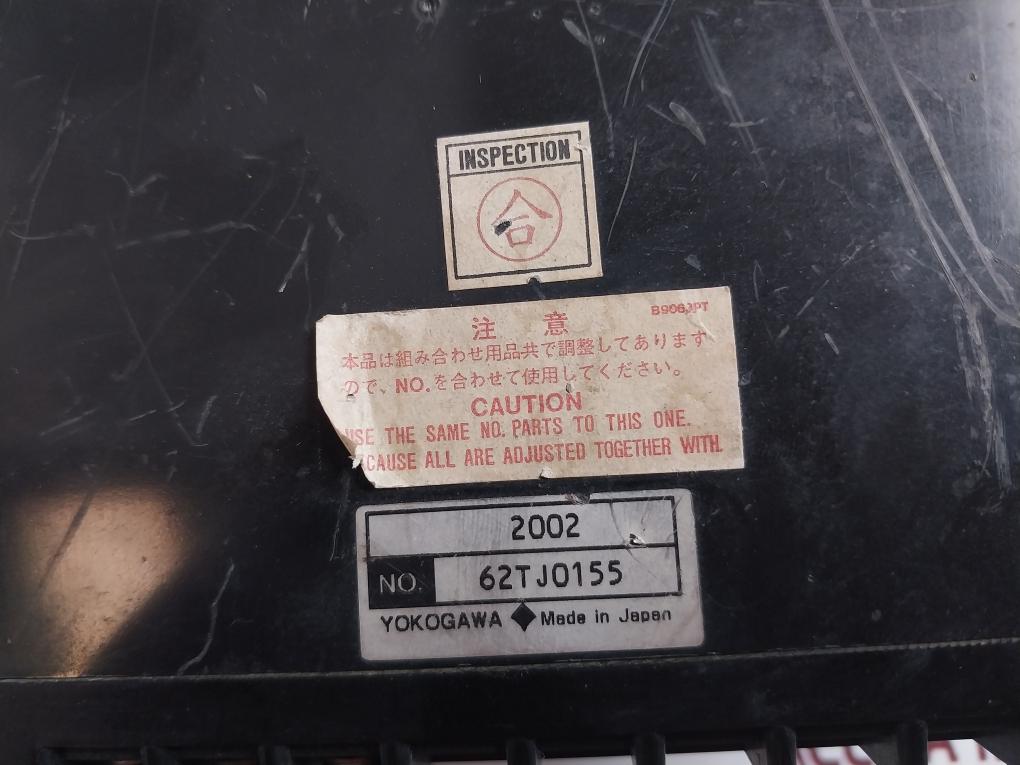 INSPECTION
合
注意
本品は組み合わせ用品共で調整してあります
ので、NO.を合わせて使用してください。
CAUTION
USE THE SAME NO. PARTS TO THIS ONE.
CAUSE ALL ARE ADJUSTED TOGETHER WITH.
2002
NO. 62TJ0155
YOKOGAWA ◆ Made in Japan